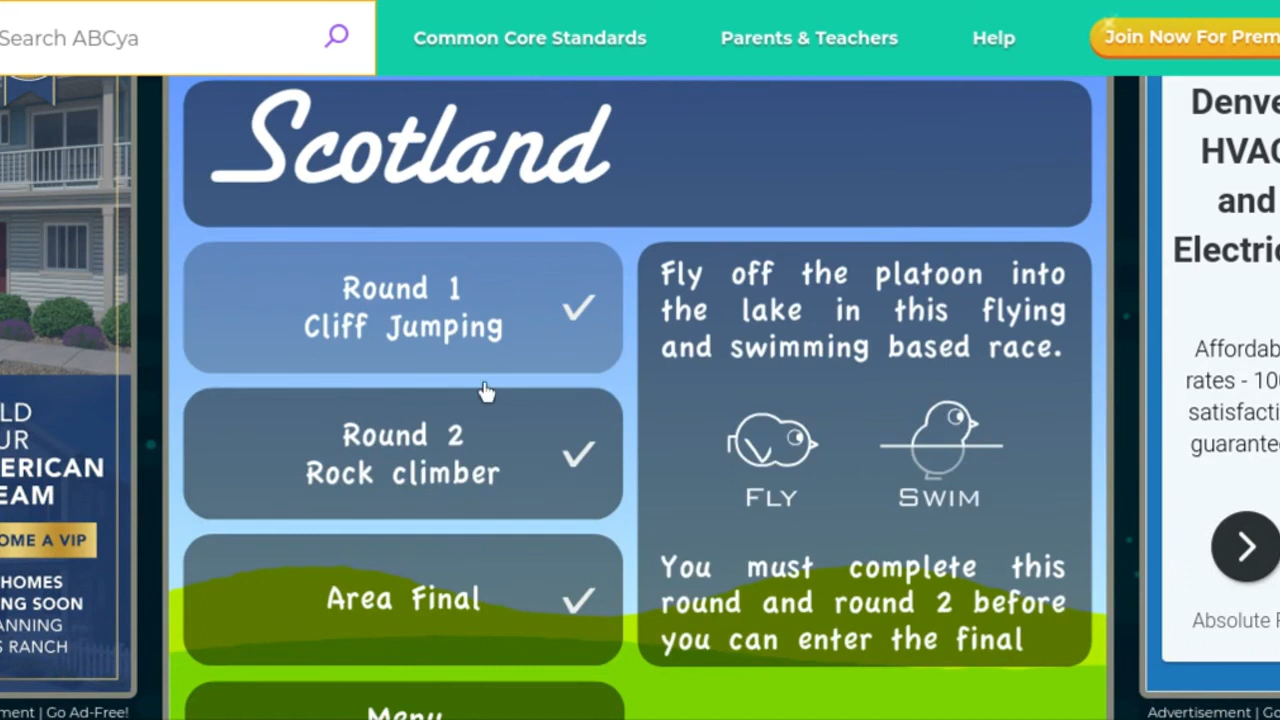 Search ABCya
Common Core Standards
Parents & Teachers
Help
Join Now For Prem
Scotland
Round 1
Cliff Jumping
Round 2
Rock climber
Area Final
Menu
Fly off the platoon into
the lake in this flying
and swimming based race.
FLY
SWIM
You must complete this
round and round 2 before
you can enter the final
LD
UR
ERICAN
EAM
OME A VIP
HOMES
NG SOON
ANNING
S RANCH
ment | Go Ad-Free!
Denve
HVAC
and
Electric
Affordab
rates - 100
satisfacti
guarantee
Absolute P
Advertisement | Go